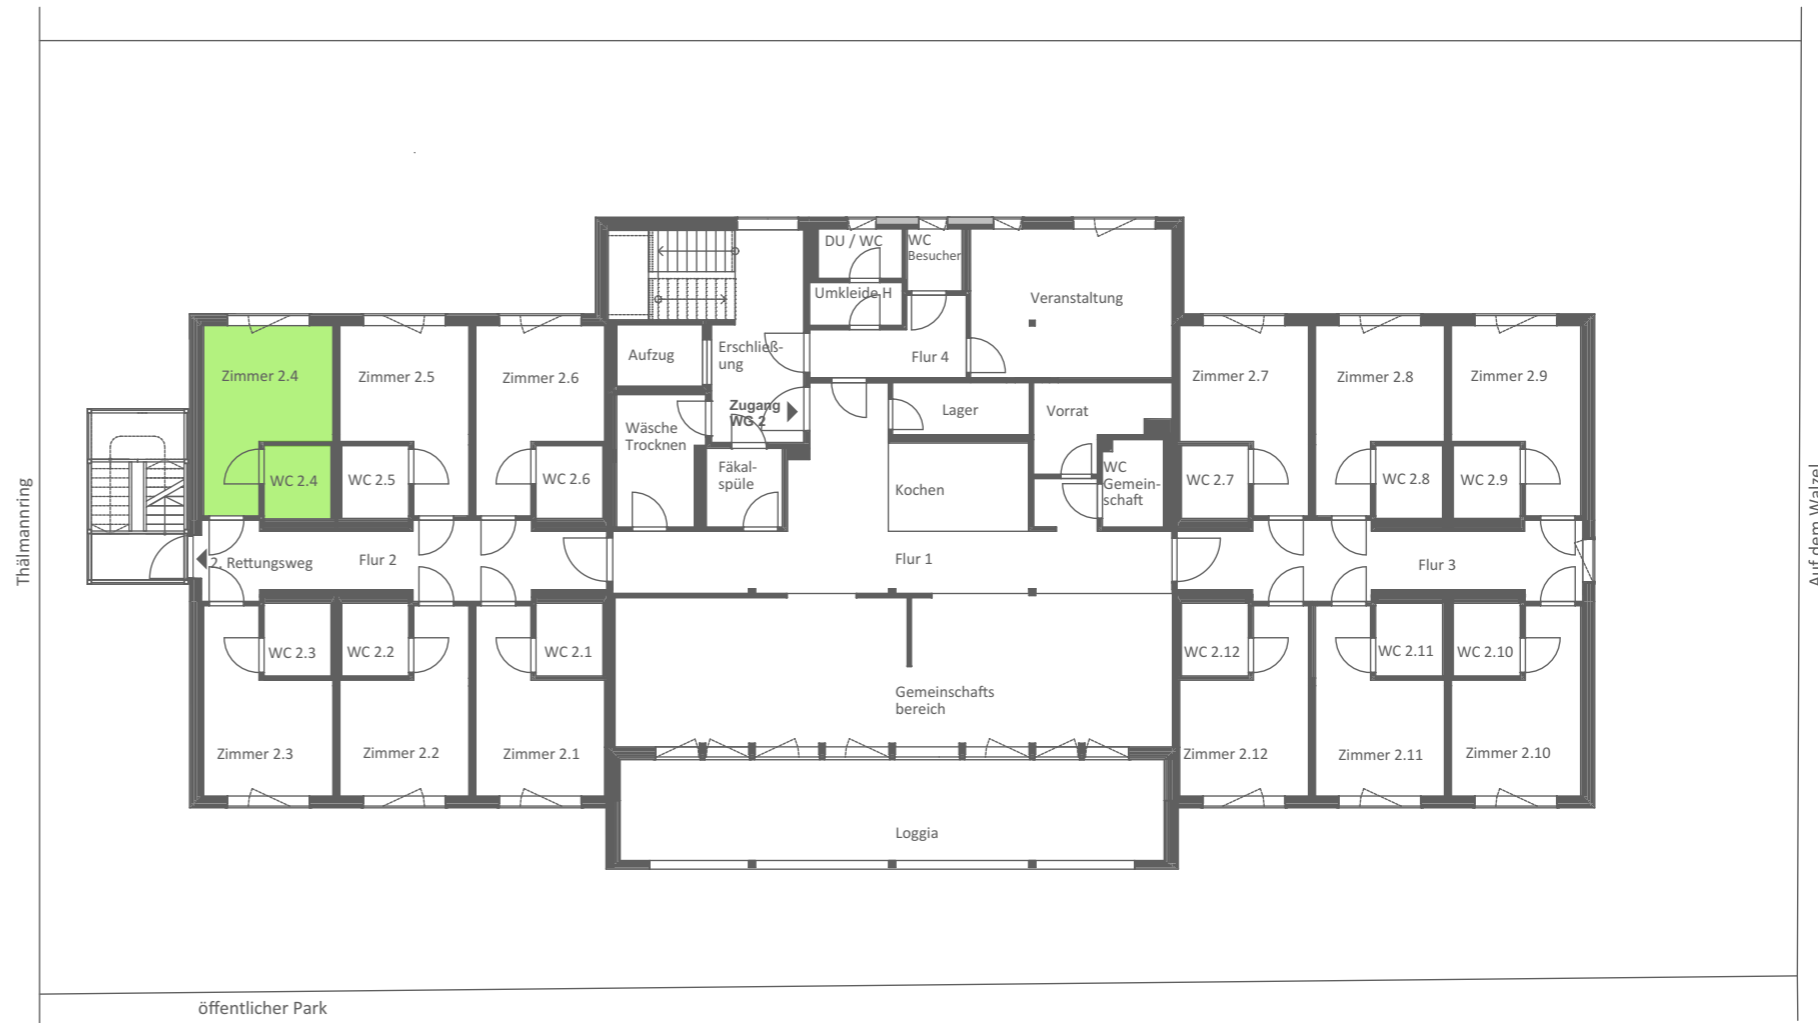 DU / WC
WC
Besucher
Umkleide H
Veranstaltung
Aufzug
Erschließ-
ung
Flur 4
Zimmer 2.4
Zimmer 2.5
Zimmer 2.6
Zimmer 2.7
Zimmer 2.8
Zimmer 2.9
Zugang
WG 2
Lager
Vorrat
Wäsche
Trocknen
Fäkal-
spüle
Kochen
WC
Gemein-
schaft
WC 2.4
WC 2.5
WC 2.6
WC 2.7
WC 2.8
WC 2.9
Thälmannring
Auf dem Walzel
2. Rettungsweg
Flur 2
Flur 1
Flur 3
WC 2.3
WC 2.2
WC 2.1
WC 2.12
WC 2.11
WC 2.10
Gemeinschafts
bereich
Zimmer 2.3
Zimmer 2.2
Zimmer 2.1
Zimmer 2.12
Zimmer 2.11
Zimmer 2.10
Loggia
öffentlicher Park